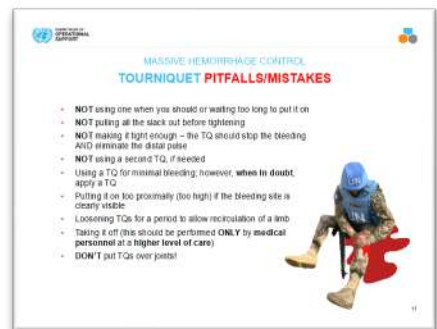 OPERATIONAL
SUPPORT
MASSIVE HEMORRHAGE CONTROL
TOURNIQUET PITFALLS/MISTAKES
• NOT using one when you should or waiting too long to put it on
• NOT pulling all the slack out before tightening
• NOT making it tight enough – the TQ should stop the bleeding
AND eliminate the distal pulse
• NOT using a second TQ, if needed
• Using a TQ for minimal bleeding; however, when in doubt,
apply a TQ
• Putting it on too proximally (too high) if the bleeding site is
clearly visible
• Loosening TQs for a period to allow recirculation of a limb
• Taking it off (this should be performed ONLY by medical
personnel at a higher level of care)
• DON'T put TQs over joints!
UN
UN